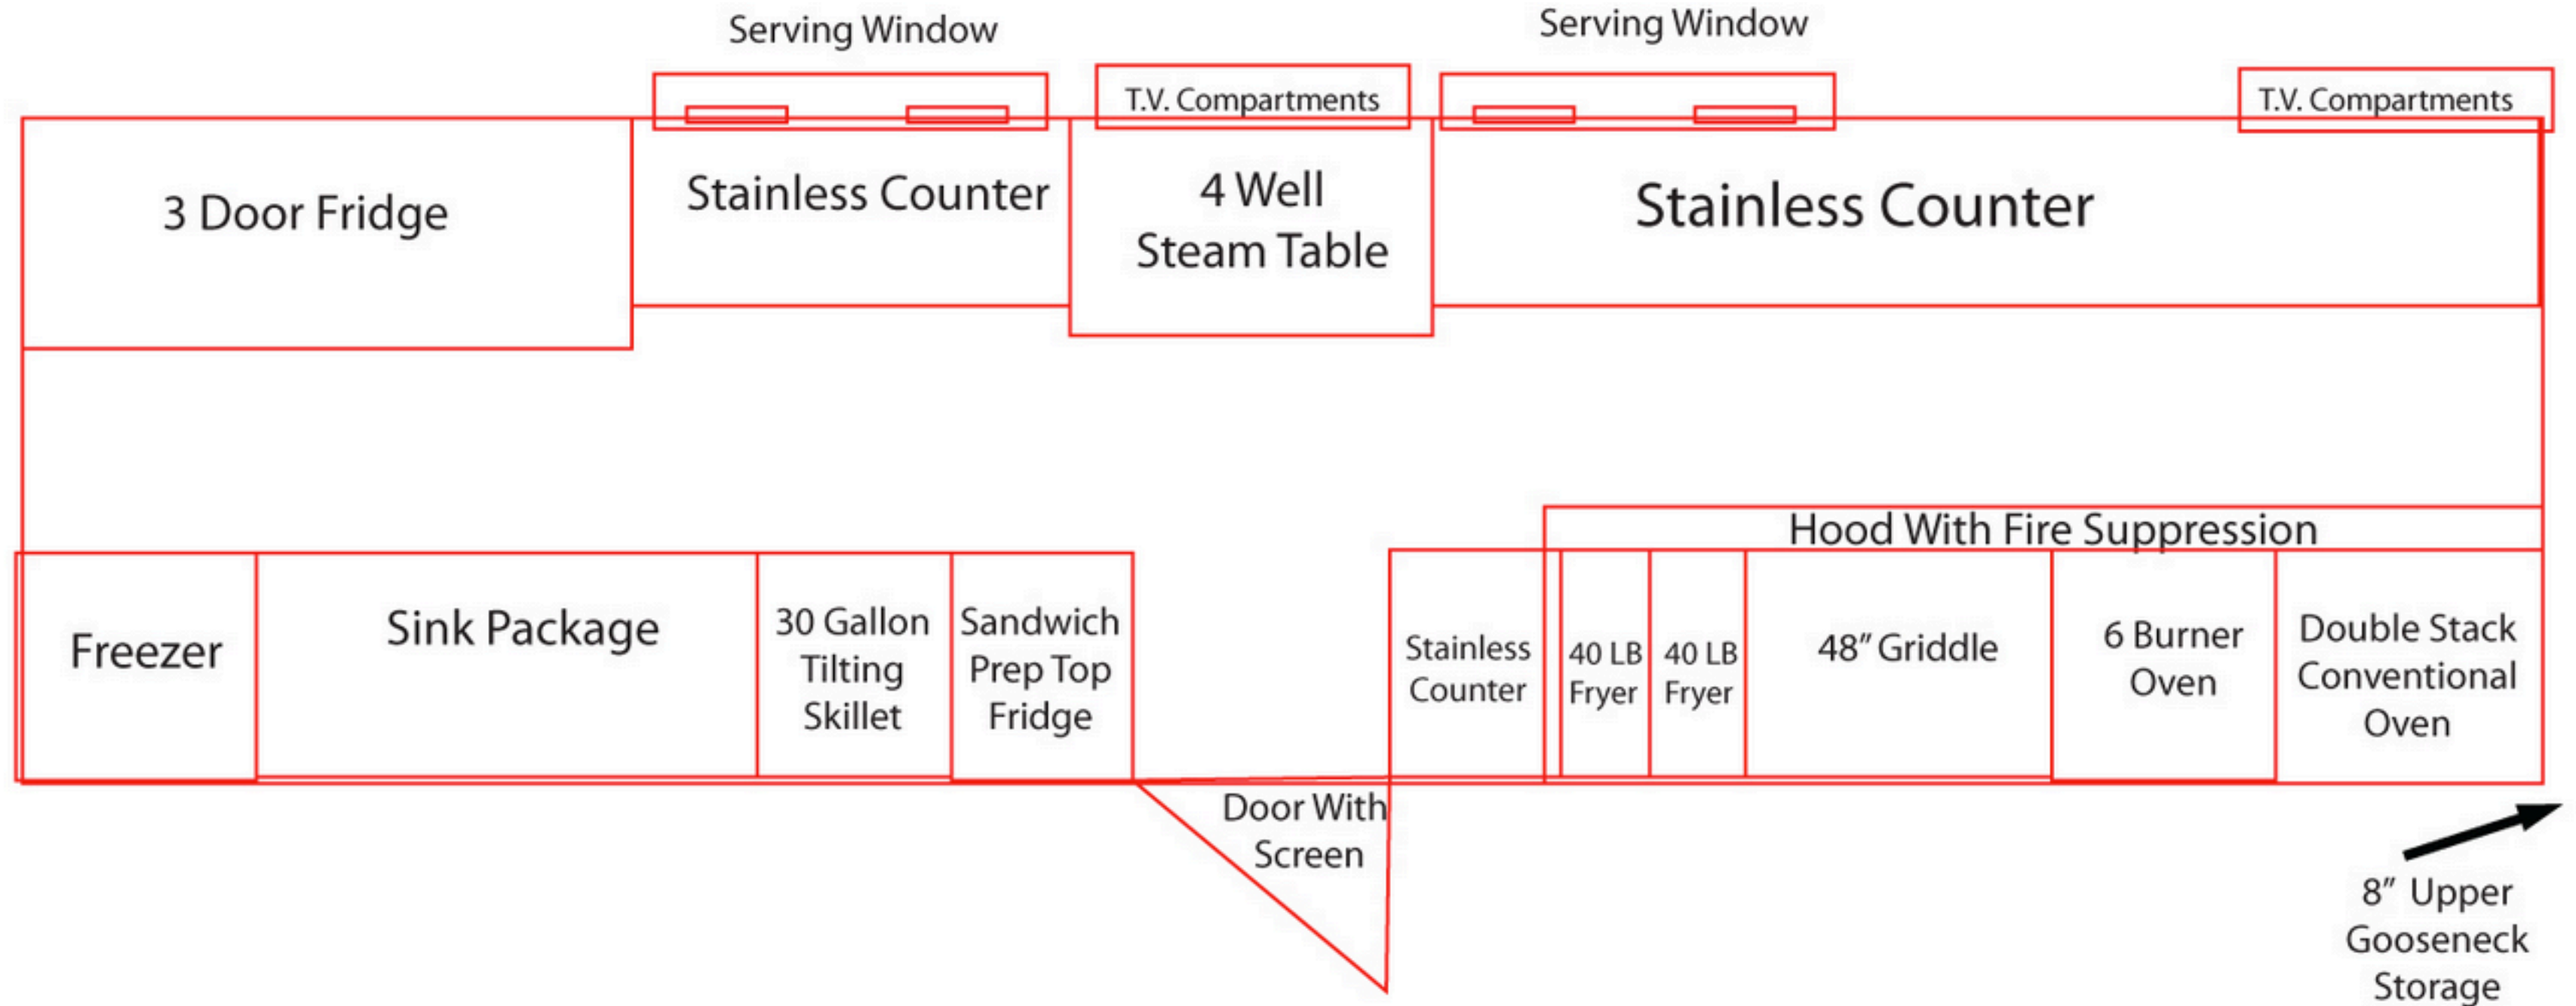 Serving Window
Serving Window
T.V. Compartments
T.V. Compartments
3 Door Fridge
Stainless Counter
4 Well
Steam Table
Stainless Counter
Hood With Fire Suppression
Freezer
Sink Package
30 Gallon
Tilting
Skillet
Sandwich
Prep Top
Fridge
Stainless
Counter
40 LB
Fryer
40 LB
Fryer
48” Griddle
6 Burner
Oven
Double Stack
Conventional
Oven
Door With
Screen
8” Upper
Gooseneck
Storage